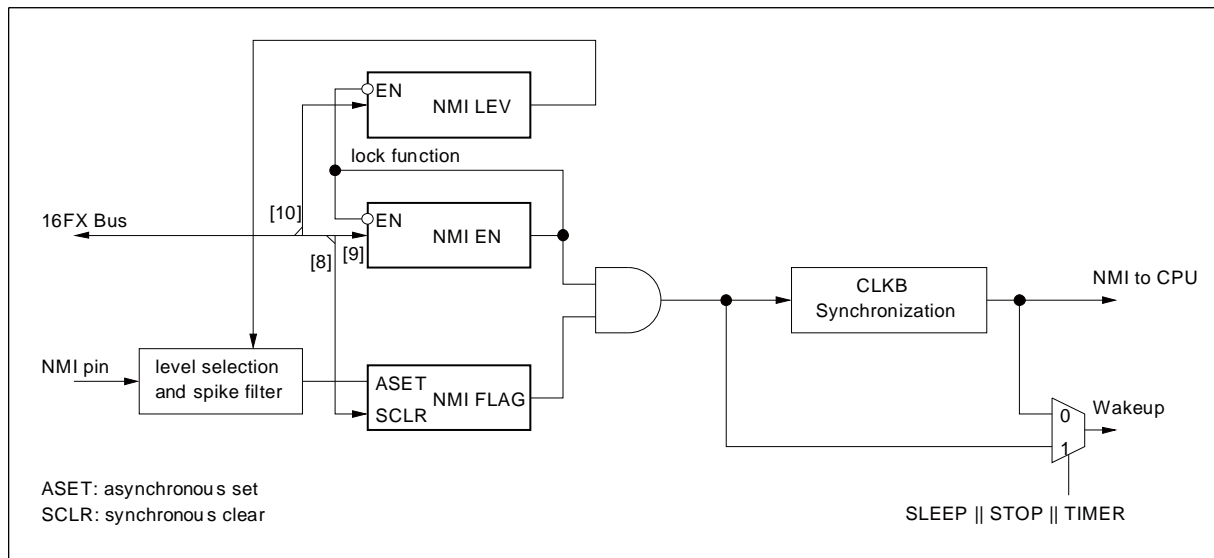 EN
NMI LEV
lock function
16FX Bus
[10]
EN
NMI EN
[8]
[9]
CLKB
Synchronization
NMI to CPU
NMI pin
level selection
and spike filter
ASET
SCLR
NMI FLAG
0
1
Wakeup
ASET: asynchronous set
SCLR: synchronous clear
SLEEP || STOP || TIMER